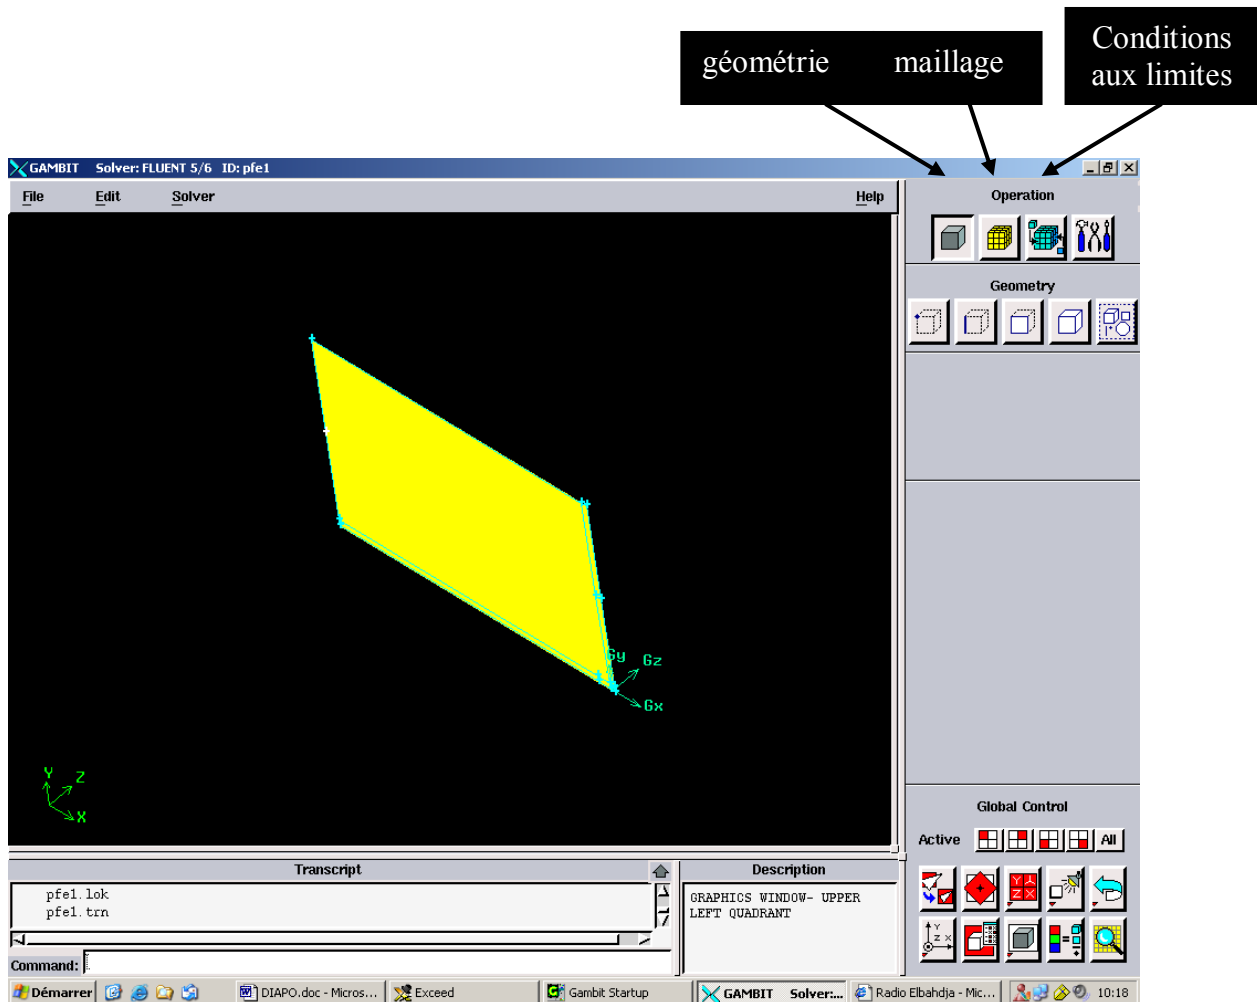 géométrie maillage
Conditions
aux limites
GAMBIT Solver: FLUENT 5/6 ID: pfe1
File Edit Solver Help
Operation
Geometry
Gy Gz
Gx
Y Z
X
Global Control
Active All
Transcript
pfe1.lok
pfe1.trn
Description
GRAPHICS WINDOW- UPPER
LEFT QUADRANT
Command:
Démarrer DIAPO.doc - Micros... Exceed Gambit Startup GAMBIT Solver:... Radio Elbahdja - Mic... 10:18